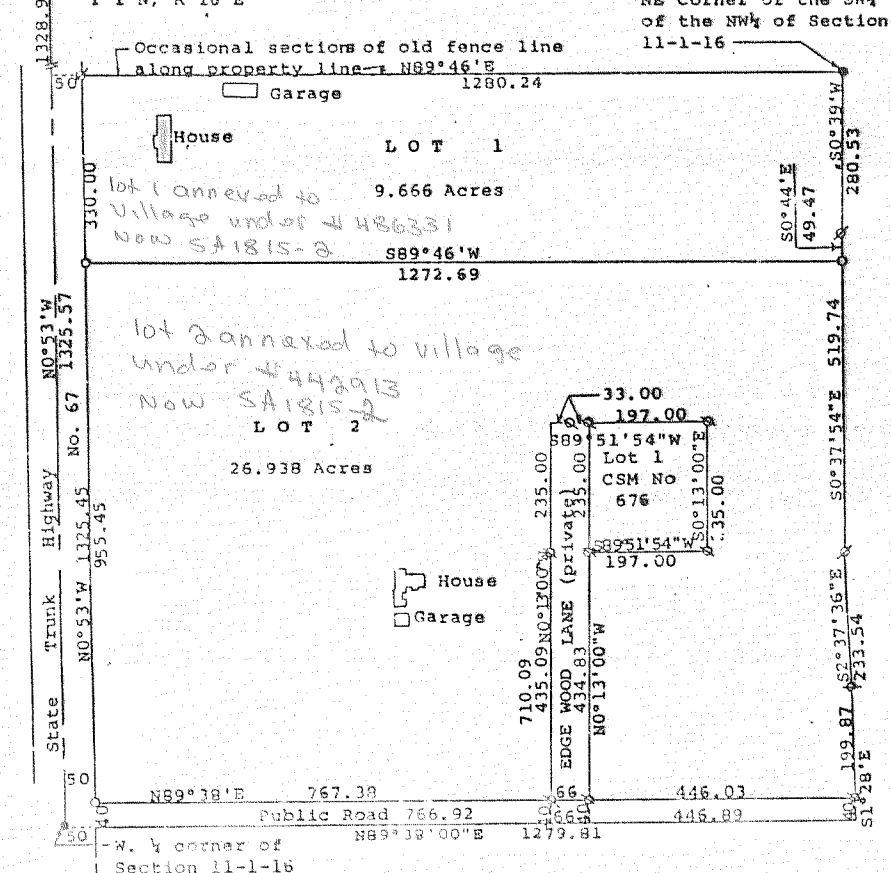 1328.9
T 1 N, R 16 E
NE Corner of the SW¼
of the NW¼ of Section
11-1-16
Occasional sections of old fence line
along property line
N89°46'E
1280.24
50
Garage
House
LOT 1
9.666 Acres
330.00
S0°39'W
280.53
S0°44'E
49.47
lot 1 annexed to
Village under # 486331
Now SA1815-2
S89°46'W
1272.69
N0°53'W
1325.57
lot 2 annexed to village
under # 442913
Now SA1815-2
LOT 2
26.938 Acres
519.74
S0°37'54"E
33.00
197.00
S89°51'54"W
Lot 1
CSM No
676
235.00
235.00
S0°13'00"E
S89°51'54"W
197.00
State Trunk Highway No. 67
N0°53'W 1325.45
955.45
House
Garage
N0°13'00"W
710.09
435.09
EDGE WOOD LANE (private)
434.83
N0°13'00"W
S2°37'36"E
233.54
199.87
S1°28'E
50
N89°38'E
767.38
66
446.03
40
Public Road 766.92
66
446.89
50
N89°38'00"E
1279.81
W. ¼ corner of
Section 11-1-16